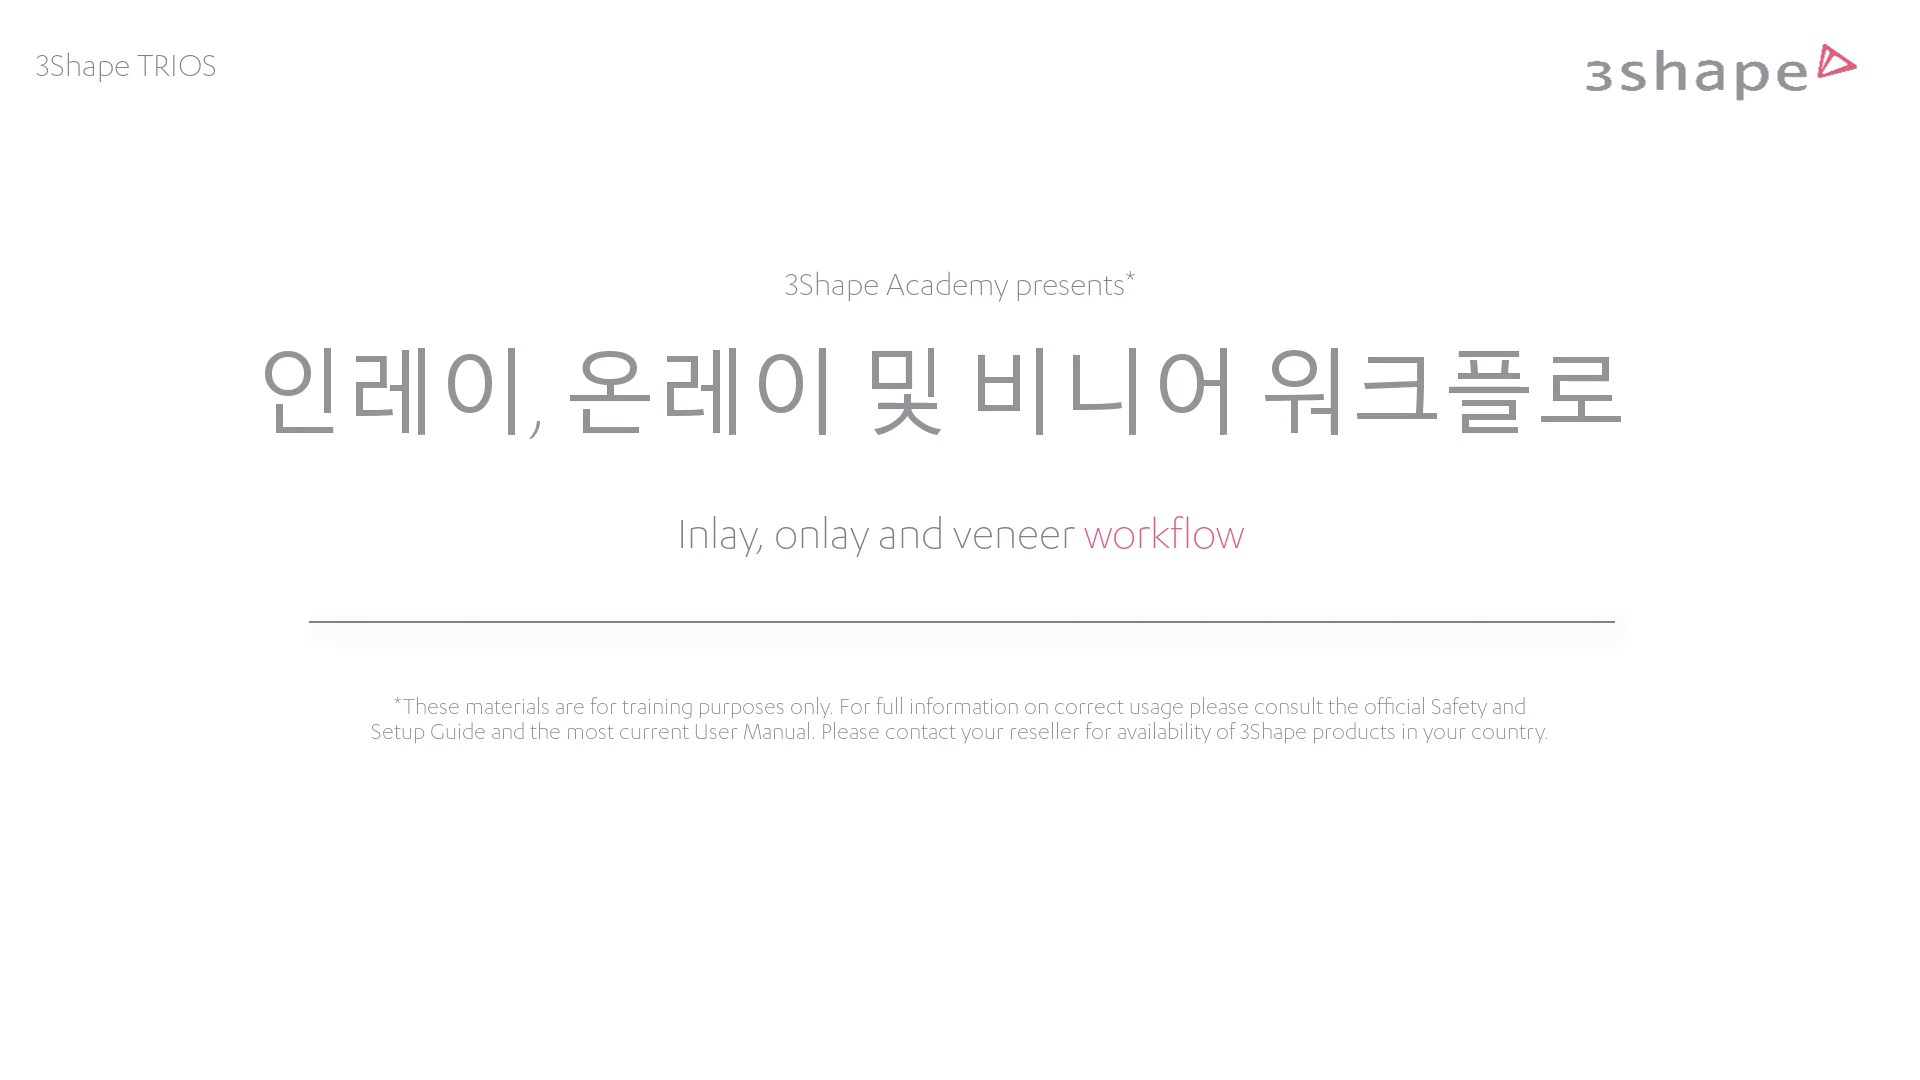 3Shape TRIOS
3shape
3Shape Academy presents*
인레이, 온레이 및 비니어 워크플로
Inlay, onlay and veneer workflow
*These materials are for training purposes only. For full information on correct usage please consult the official Safety and
Setup Guide and the most current User Manual. Please contact your reseller for availability of 3Shape products in your country.